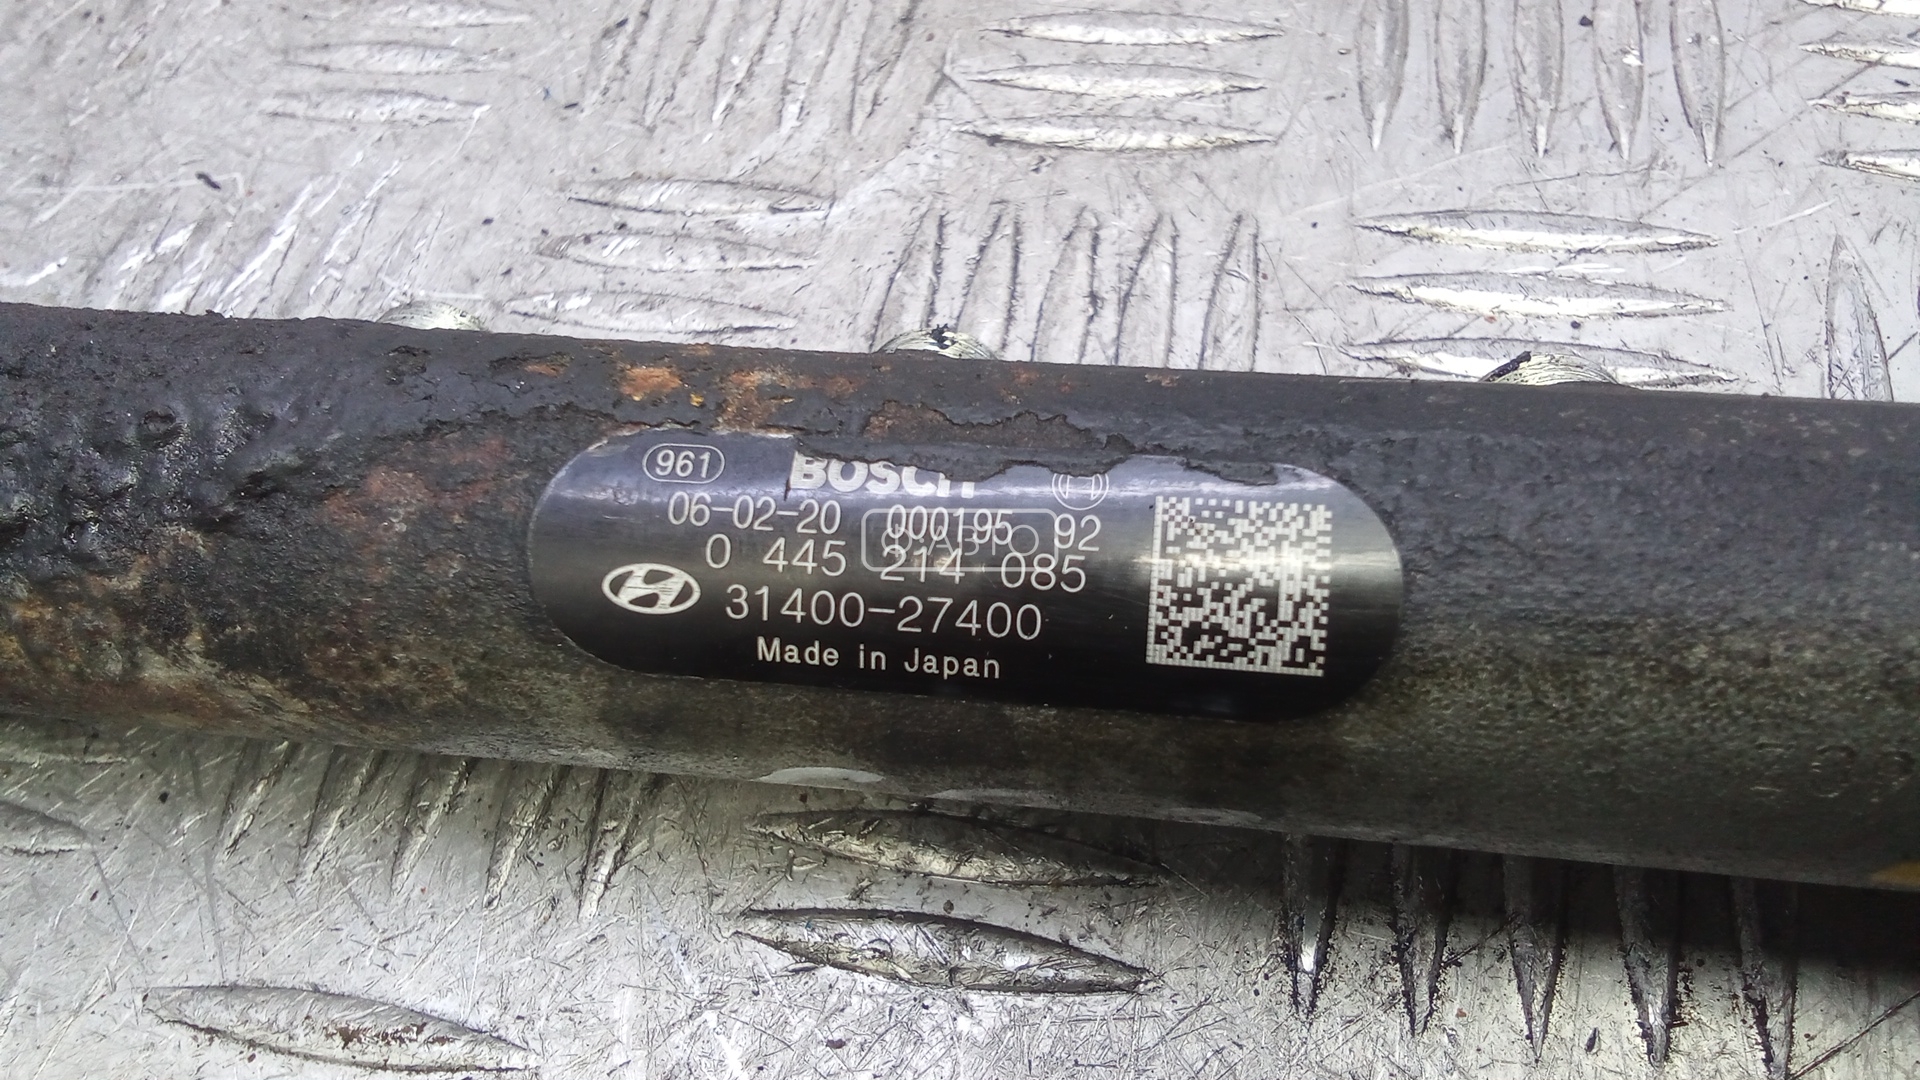 961 BOSCH
06-02-20 000195 92
0 445 214 085
31400-27400
Made in Japan